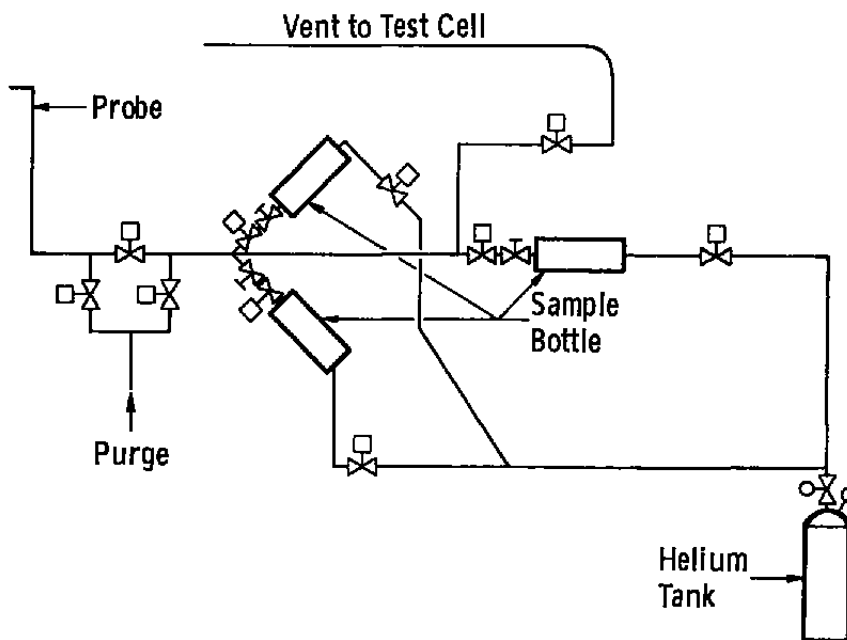 Vent to Test Cell
Probe
Sample
Bottle
Purge
Helium
Tank